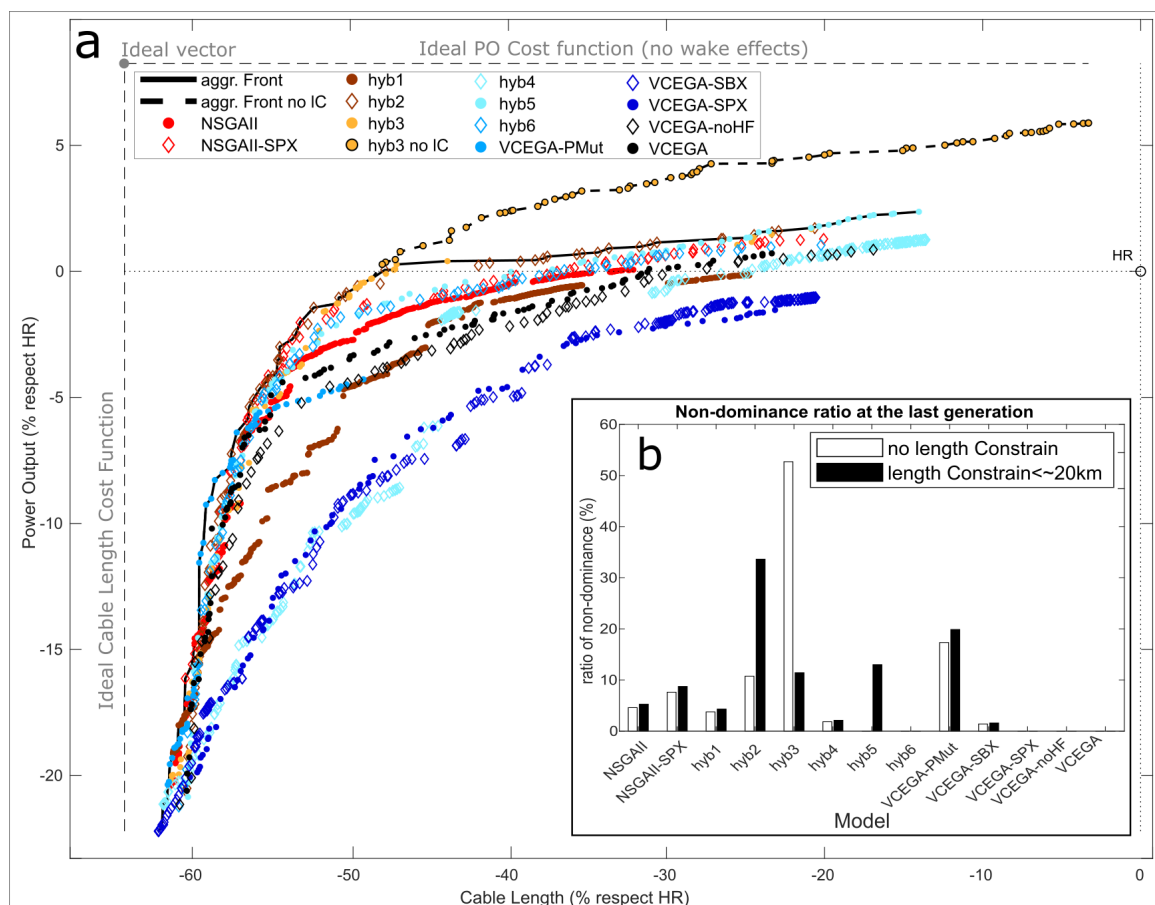 a
Ideal vector
Ideal PO Cost function (no wake effects)
aggr. Front
aggr. Front no IC
NSGAII
NSGAII-SPX
hyb1
hyb2
hyb3
hyb3 no IC
hyb4
hyb5
hyb6
VCEGA-PMut
VCEGA-SBX
VCEGA-SPX
VCEGA-noHF
VCEGA
HR
Power Output (% respect HR)
5
0
-5
-10
-15
-20
Ideal Cable Length Cost Function
-60
-50
-40
-30
-20
-10
0
Cable Length (% respect HR)
Non-dominance ratio at the last generation
b
no length Constrain
length Constrain<~20km
ratio of non-dominance (%)
60
50
40
30
20
10
0
NSGAII
NSGAII-SPX
hyb1
hyb2
hyb3
hyb4
hyb5
hyb6
VCEGA-PMut
VCEGA-SBX
VCEGA-SPX
VCEGA-noHF
VCEGA
Model